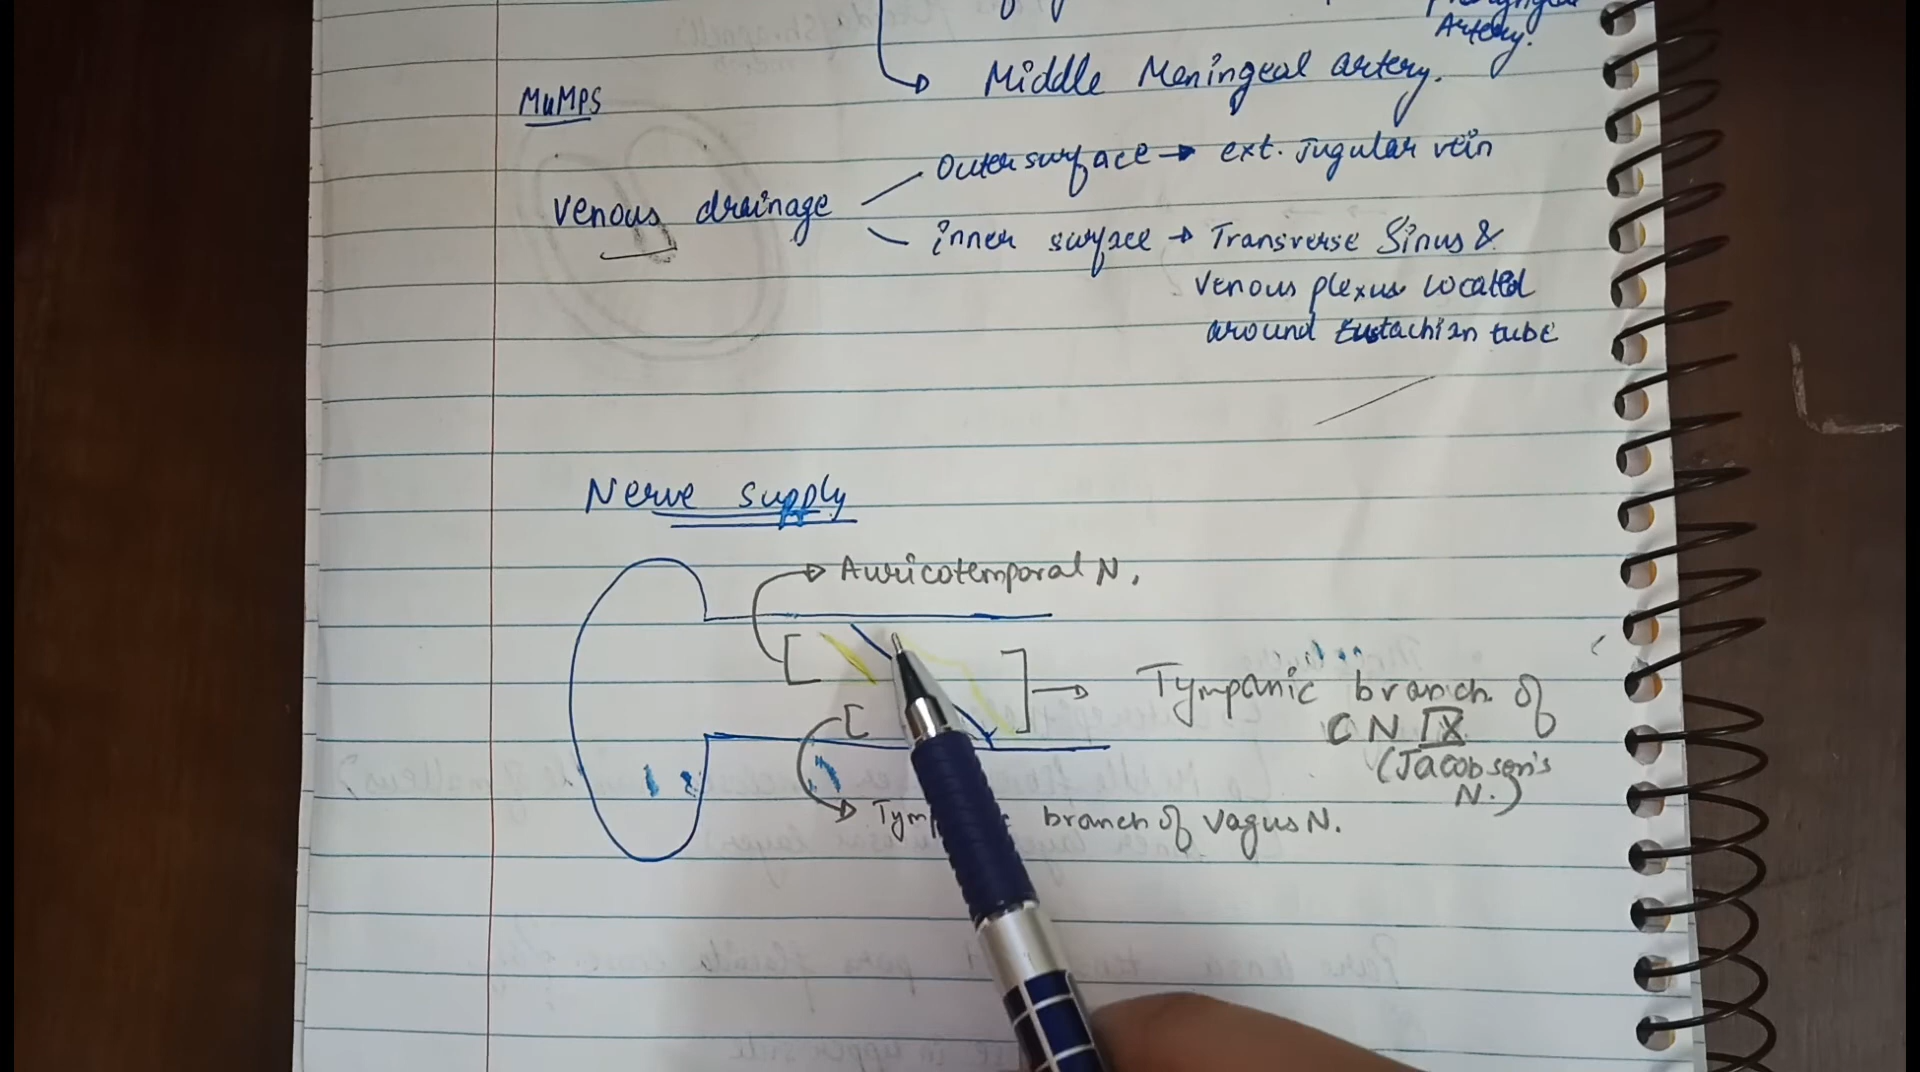 Artery.
Middle Meningeal artery.
MuMPS
Outer surface → ext. Jugular vein
Venous drainage
inner surface → Transverse Sinus &
Venous plexus located
around Eustachian tube
Nerve supply
Auricotemporal N.
Tympanic branch of
CN IX
(Jacobson's
N.)
branch of vagus N.